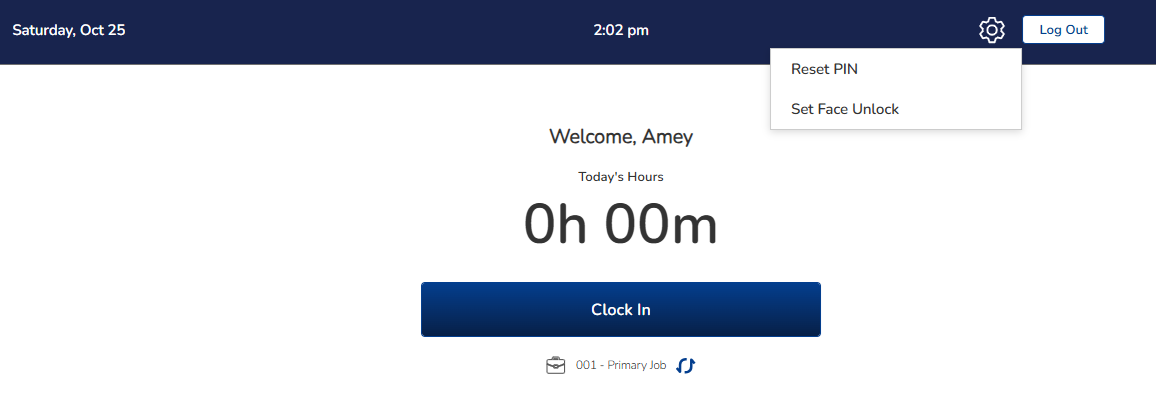 Saturday, Oct 25
2:02 pm
Log Out
Reset PIN
Set Face Unlock
Welcome, Amey
Today's Hours
0h 00m
Clock In
001 - Primary Job